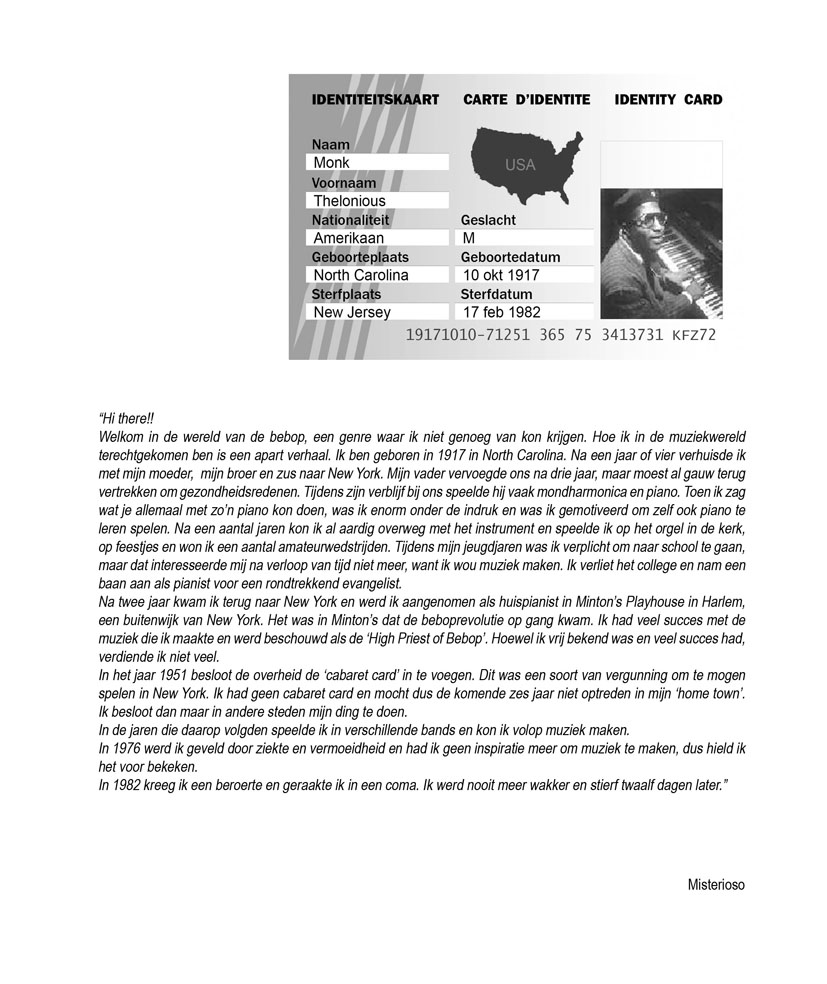 IDENTITEITSKAART CARTE D'IDENTITE IDENTITY CARD
Naam
Monk
USA
Voornaam
Thelonious
Nationaliteit Geslacht
Amerikaan M
Geboorteplaats Geboortedatum
North Carolina 10 okt 1917
Sterfplaats Sterfdatum
New Jersey 17 feb 1982
19171010-71251 365 75 3413731 KFZ72
“Hi there!!
Welkom in de wereld van de bebop, een genre waar ik niet genoeg van kon krijgen. Hoe ik in de muziekwereld
terechtgekomen ben is een apart verhaal. Ik ben geboren in 1917 in North Carolina. Na een jaar of vier verhuisde ik
met mijn moeder, mijn broer en zus naar New York. Mijn vader vervoegde ons na drie jaar, maar moest al gauw terug
vertrekken om gezondheidsredenen. Tijdens zijn verblijf bij ons speelde hij vaak mondharmonica en piano. Toen ik zag
wat je allemaal met zo’n piano kon doen, was ik enorm onder de indruk en was ik gemotiveerd om zelf ook piano te
leren spelen. Na een aantal jaren kon ik al aardig overweg met het instrument en speelde ik op het orgel in de kerk,
op feestjes en won ik een aantal amateurwedstrijden. Tijdens mijn jeugdjaren was ik verplicht om naar school te gaan,
maar dat interesseerde mij na verloop van tijd niet meer, want ik wou muziek maken. Ik verliet het college en nam een
baan aan als pianist voor een rondtrekkend evangelist.
Na twee jaar kwam ik terug naar New York en werd ik aangenomen als huispianist in Minton’s Playhouse in Harlem,
een buitenwijk van New York. Het was in Minton’s dat de beboprevolutie op gang kwam. Ik had veel succes met de
muziek die ik maakte en werd beschouwd als de ‘High Priest of Bebop’. Hoewel ik vrij bekend was en veel succes had,
verdiende ik niet veel.
In het jaar 1951 besloot de overheid de ‘cabaret card’ in te voegen. Dit was een soort van vergunning om te mogen
spelen in New York. Ik had geen cabaret card en mocht dus de komende zes jaar niet optreden in mijn ‘home town’.
Ik besloot dan maar in andere steden mijn ding te doen.
In de jaren die daarop volgden speelde ik in verschillende bands en kon ik volop muziek maken.
In 1976 werd ik geveld door ziekte en vermoeidheid en had ik geen inspiratie meer om muziek te maken, dus hield ik
het voor bekeken.
In 1982 kreeg ik een beroerte en geraakte ik in een coma. Ik werd nooit meer wakker en stierf twaalf dagen later.”
Misterioso